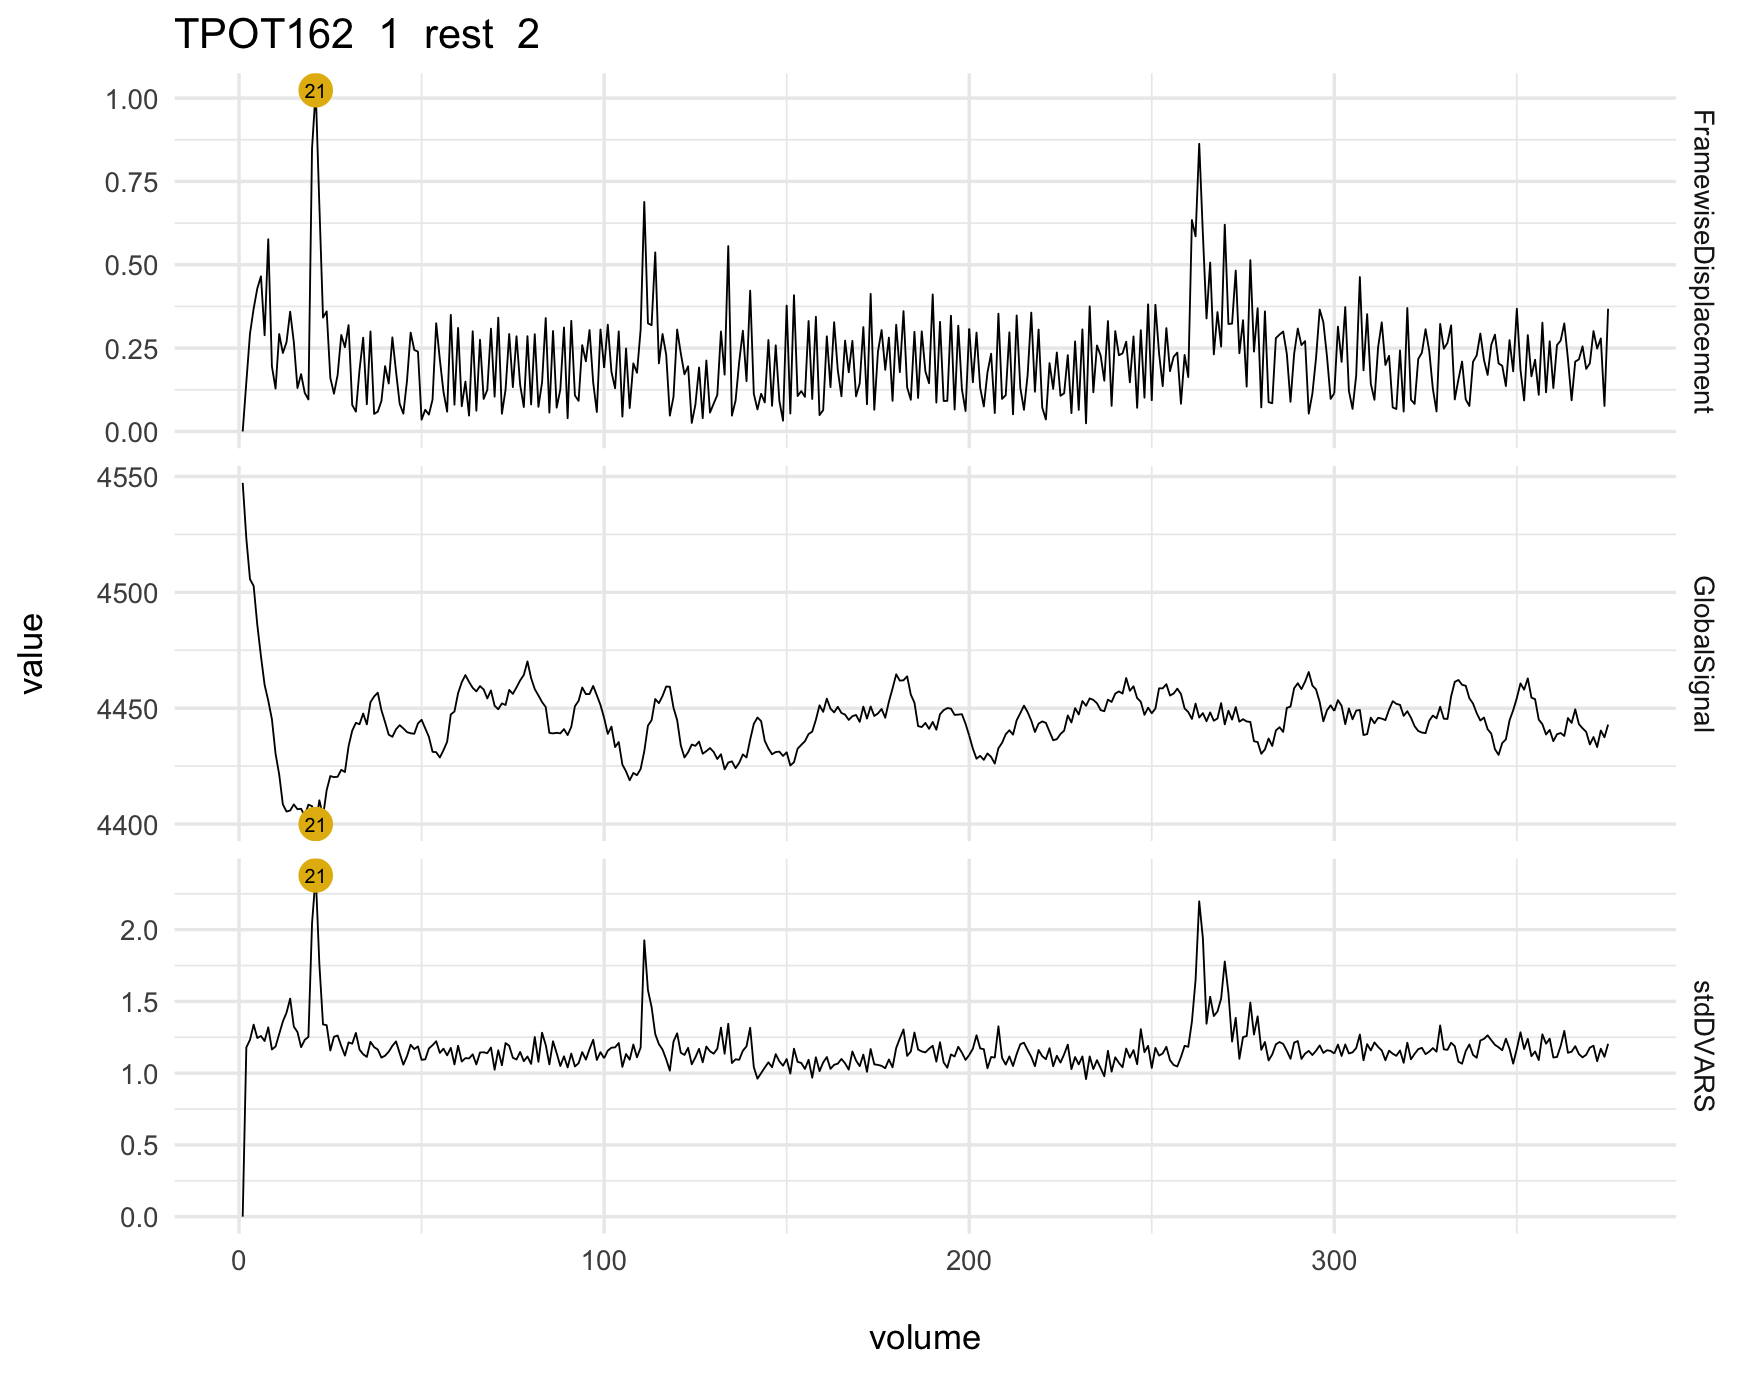 TPOT162 1 rest 2
21
1.00
0.75
0.50
0.25
0.00
FramewiseDisplacement
4550
4500
4450
4400
21
GlobalSignal
value
21
2.0
1.5
1.0
0.5
0.0
stdDVARS
0 100 200 300
volume